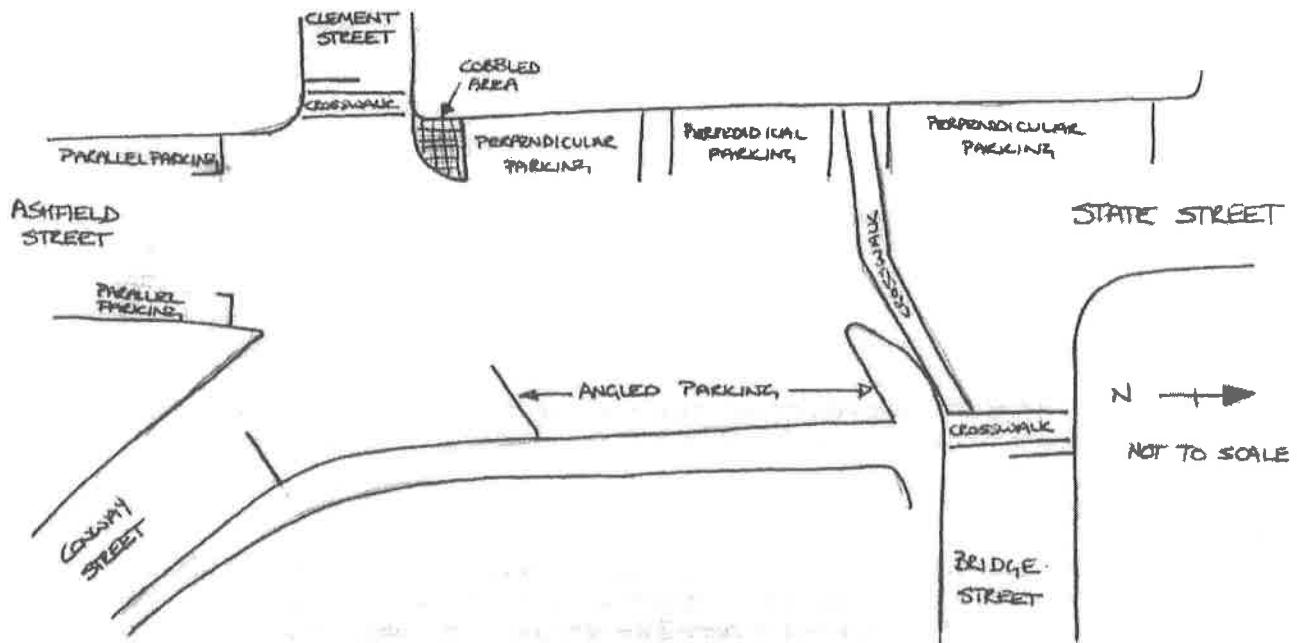 CLEMENT
STREET
COBBLED
AREA
CROSSWALK
PARALLEL PARKING
PERPENDICULAR
PARKING
PERPEDIDICAL
PARKING
PERPENDICULAR
PARKING
ASHFIELD
STREET
STATE STREET
CROSSWALK
PARALLEL
PARKING
ANGLED PARKING
N
CROSSWALK
NOT TO SCALE
CONWAY
STREET
BRIDGE
STREET